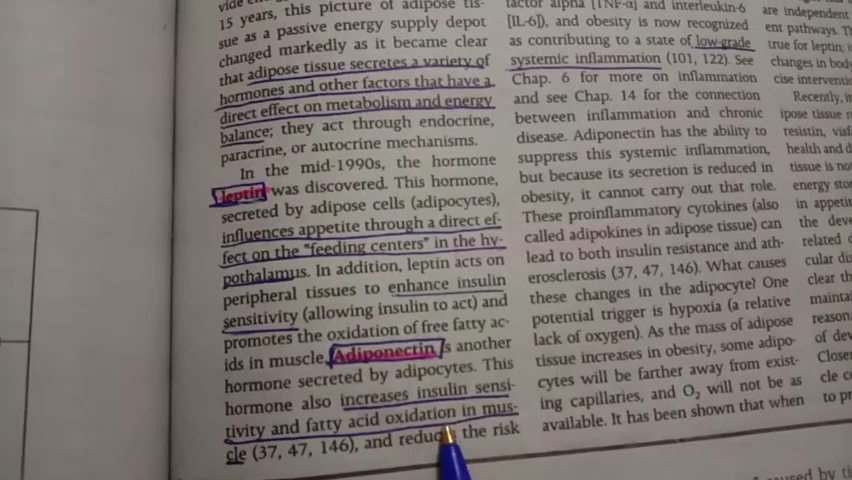 15 years, this picture of adipose tis-
sue as a passive energy supply depot
changed markedly as it became clear
that adipose tissue secretes a variety of
hormones and other factors that have a
direct effect on metabolism and energy
balance; they act through endocrine,
paracrine, or autocrine mechanisms.
In the mid-1990s, the hormone
leptin was discovered. This hormone,
secreted by adipose cells (adipocytes),
influences appetite through a direct ef-
fect on the "feeding centers" in the hy-
pothalamus. In addition, leptin acts on
peripheral tissues to enhance insulin
sensitivity (allowing insulin to act) and
promotes the oxidation of free fatty ac-
ids in muscle. Adiponectin is another
hormone secreted by adipocytes. This
hormone also increases insulin sensi-
tivity and fatty acid oxidation in mus-
cle (37, 47, 146), and reduc the risk
factor alpha [TNF-α] and interleukin-6
[IL-6]), and obesity is now recognized
as contributing to a state of low-grade
systemic inflammation (101, 122). See
Chap. 6 for more on inflammation
and see Chap. 14 for the connection
between inflammation and chronic
disease. Adiponectin has the ability to
suppress this systemic inflammation,
but because its secretion is reduced in
obesity, it cannot carry out that role.
These proinflammatory cytokines (also
called adipokines in adipose tissue) can
lead to both insulin resistance and ath-
erosclerosis (37, 47, 146). What causes
these changes in the adipocyte? One
potential trigger is hypoxia (a relative
lack of oxygen). As the mass of adipose
tissue increases in obesity, some adipo-
cytes will be farther away from exist-
ing capillaries, and O₂ will not be as
available. It has been shown that when
are independent
ent pathways. Th
true for leptin;
changes in body
cise interventio
Recently, it
ipose tissue
resistin, visf
health and d
tissue is no
energy sto
in appetit
the deve
related
cular dis
clear th
maintai
reason
of dev
Closer
cle c
to pr
caused by ti